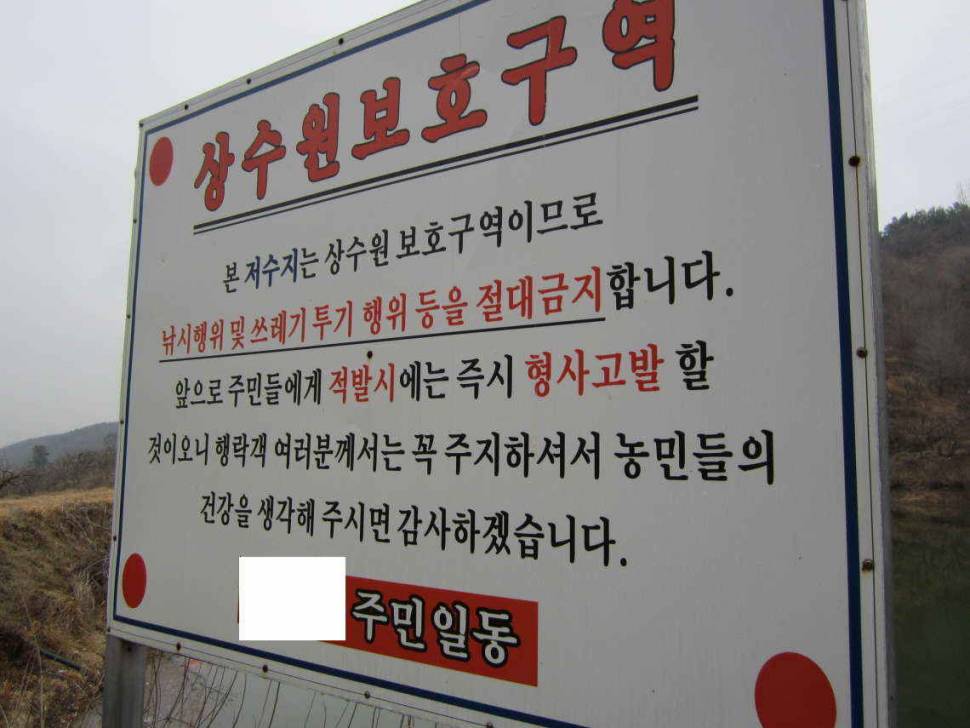 상수원보호구역
본 저수지는 상수원 보호구역이므로
낚시행위 및 쓰레기 투기 행위 등을 절대금지합니다.
앞으로 주민들에게 적발시에는 즉시 형사고발 할
것이오니 행락객 여러분께서는 꼭 주지하셔서 농민들의
건강을 생각해 주시면 감사하겠습니다.
주민일동